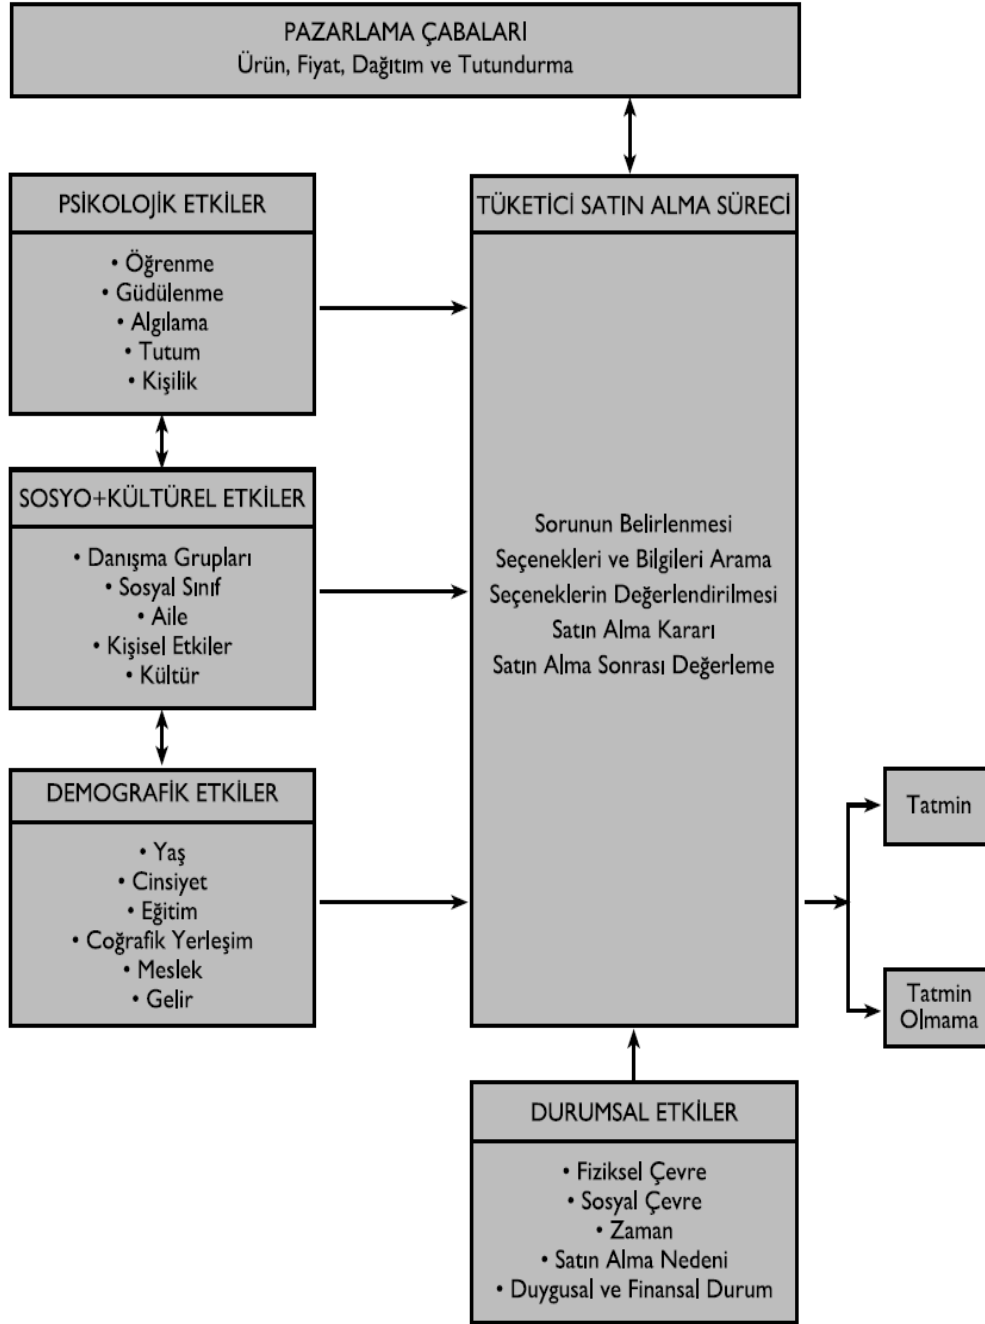 PAZARLAMA ÇABALARI
Ürün, Fiyat, Dağıtım ve Tutundurma
PSİKOLOJİK ETKİLER
• Öğrenme
• Güdülenme
• Algılama
• Tutum
• Kişilik
SOSYO+KÜLTÜREL ETKİLER
• Danışma Grupları
• Sosyal Sınıf
• Aile
• Kişisel Etkiler
• Kültür
DEMOGRAFİK ETKİLER
• Yaş
• Cinsiyet
• Eğitim
• Coğrafik Yerleşim
• Meslek
• Gelir
TÜKETİCİ SATIN ALMA SÜRECİ
Sorunun Belirlenmesi
Seçenekleri ve Bilgileri Arama
Seçeneklerin Değerlendirilmesi
Satın Alma Kararı
Satın Alma Sonrası Değerleme
Tatmin
Tatmin
Olmama
DURUMSAL ETKİLER
• Fiziksel Çevre
• Sosyal Çevre
• Zaman
• Satın Alma Nedeni
• Duygusal ve Finansal Durum